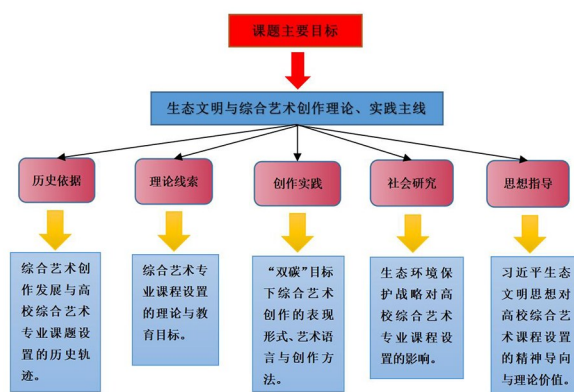 课题主要目标
生态文明与综合艺术创作理论、实践主线
历史依据
理论线索
创作实践
社会研究
思想指导
综合艺术创
作发展与高
校综合艺术
专业课题设
置的历史轨
迹。
综合艺术专
业课程设置
的理论与教
育目标。
“双碳”目标
下综合艺术
创作的表现
形式、艺术语
言与创作方
法。
生态环境保
护战略对高
校综合艺术
专业课程设
置的影响。
习近平生态
文明思想对
高校综合艺
术课程设置
的精神导向
与理论价值。